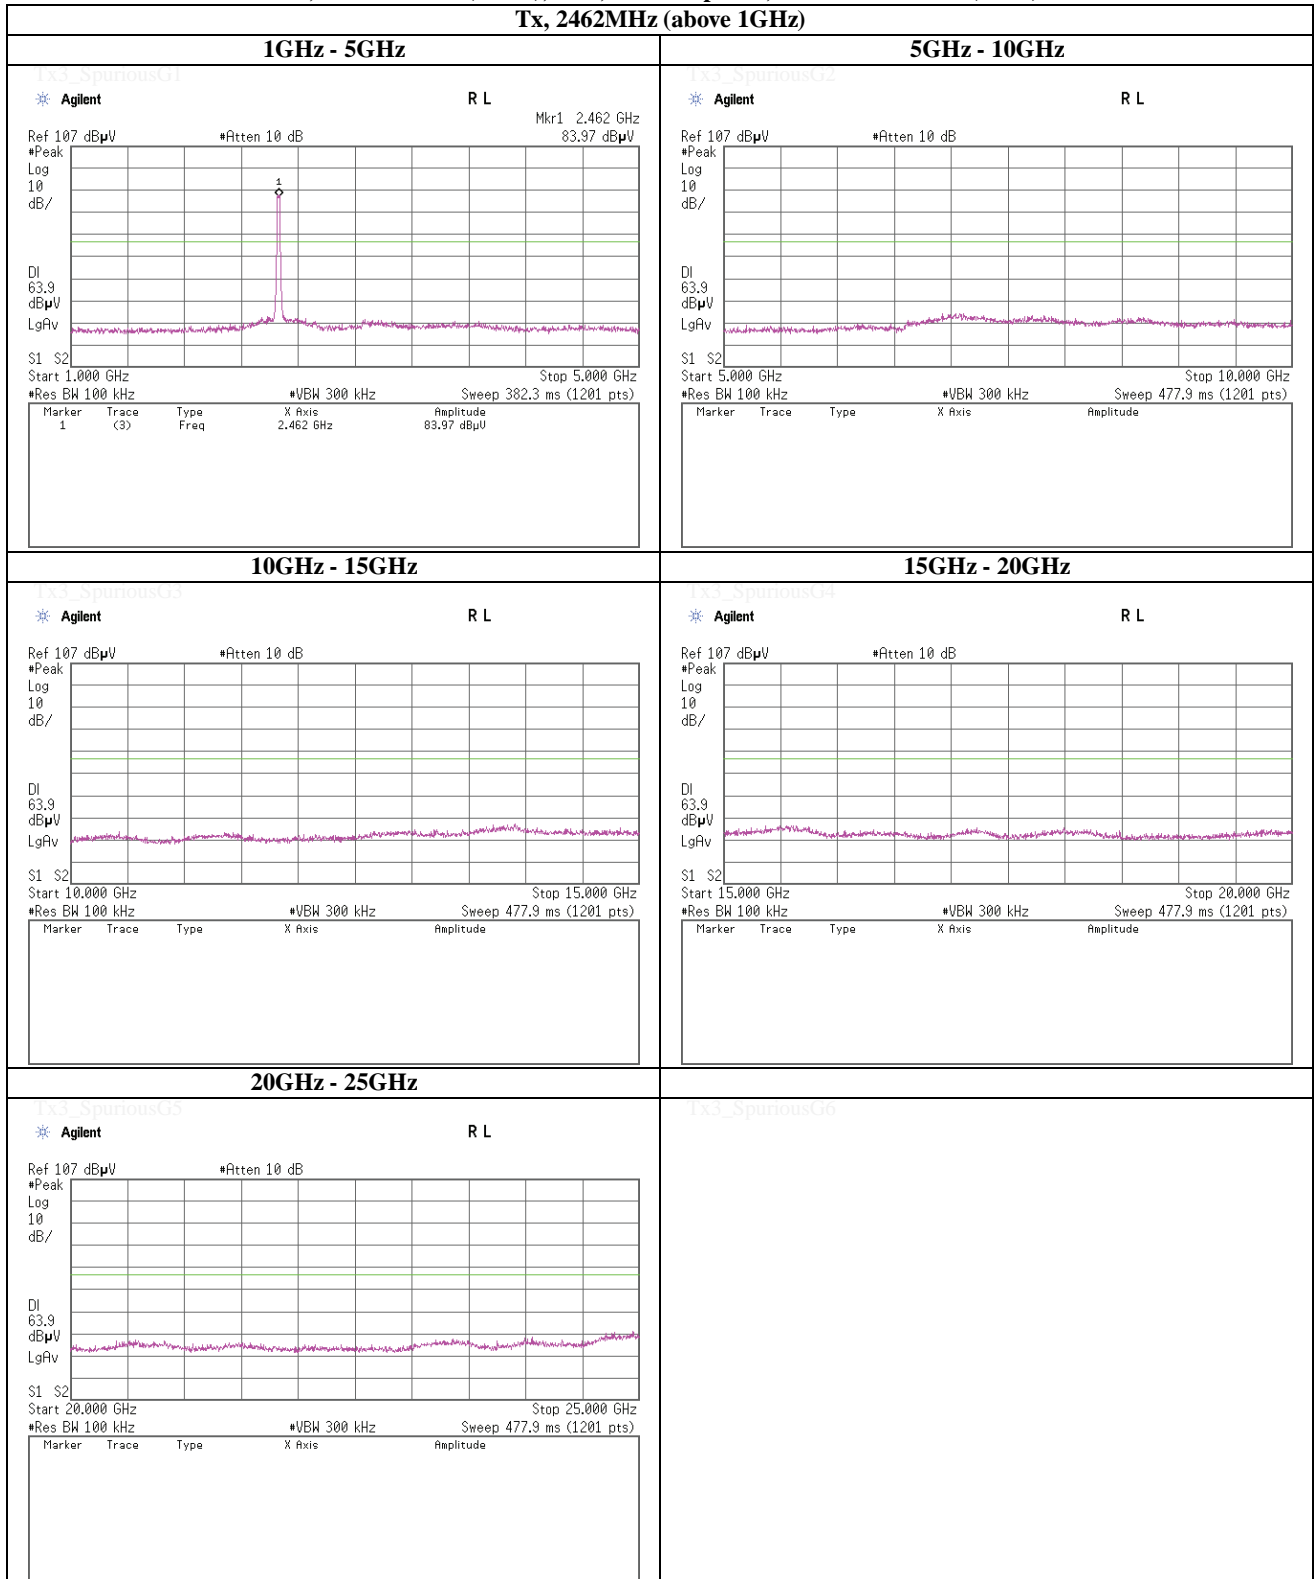 Tx, 2462MHz (above 1GHz)
1GHz - 5GHz
5GHz - 10GHz
Tx3_SpuriousG1
Agilent
R L
Mkr1 2.462 GHz
Ref 107 dBµV
#Atten 10 dB
83.97 dBµV
#Peak
Log
10
dB/
1
DI
63.9
dBµV
LgAv
S1 S2
Start 1.000 GHz
Stop 5.000 GHz
#Res BW 100 kHz
#VBW 300 kHz
Sweep 382.3 ms (1201 pts)
Marker Trace Type X Axis Amplitude
1 (3) Freq 2.462 GHz 83.97 dBµV
Tx3_SpuriousG2
Agilent
R L
Ref 107 dBµV
#Atten 10 dB
#Peak
Log
10
dB/
DI
63.9
dBµV
LgAv
S1 S2
Start 5.000 GHz
Stop 10.000 GHz
#Res BW 100 kHz
#VBW 300 kHz
Sweep 477.9 ms (1201 pts)
Marker Trace Type X Axis Amplitude
10GHz - 15GHz
15GHz - 20GHz
Tx3_SpuriousG3
Agilent
R L
Ref 107 dBµV
#Atten 10 dB
#Peak
Log
10
dB/
DI
63.9
dBµV
LgAv
S1 S2
Start 10.000 GHz
Stop 15.000 GHz
#Res BW 100 kHz
#VBW 300 kHz
Sweep 477.9 ms (1201 pts)
Marker Trace Type X Axis Amplitude
Tx3_SpuriousG4
Agilent
R L
Ref 107 dBµV
#Atten 10 dB
#Peak
Log
10
dB/
DI
63.9
dBµV
LgAv
S1 S2
Start 15.000 GHz
Stop 20.000 GHz
#Res BW 100 kHz
#VBW 300 kHz
Sweep 477.9 ms (1201 pts)
Marker Trace Type X Axis Amplitude
20GHz - 25GHz
Tx3_SpuriousG5
Agilent
R L
Ref 107 dBµV
#Atten 10 dB
#Peak
Log
10
dB/
DI
63.9
dBµV
LgAv
S1 S2
Start 20.000 GHz
Stop 25.000 GHz
#Res BW 100 kHz
#VBW 300 kHz
Sweep 477.9 ms (1201 pts)
Marker Trace Type X Axis Amplitude
Tx3_SpuriousG6